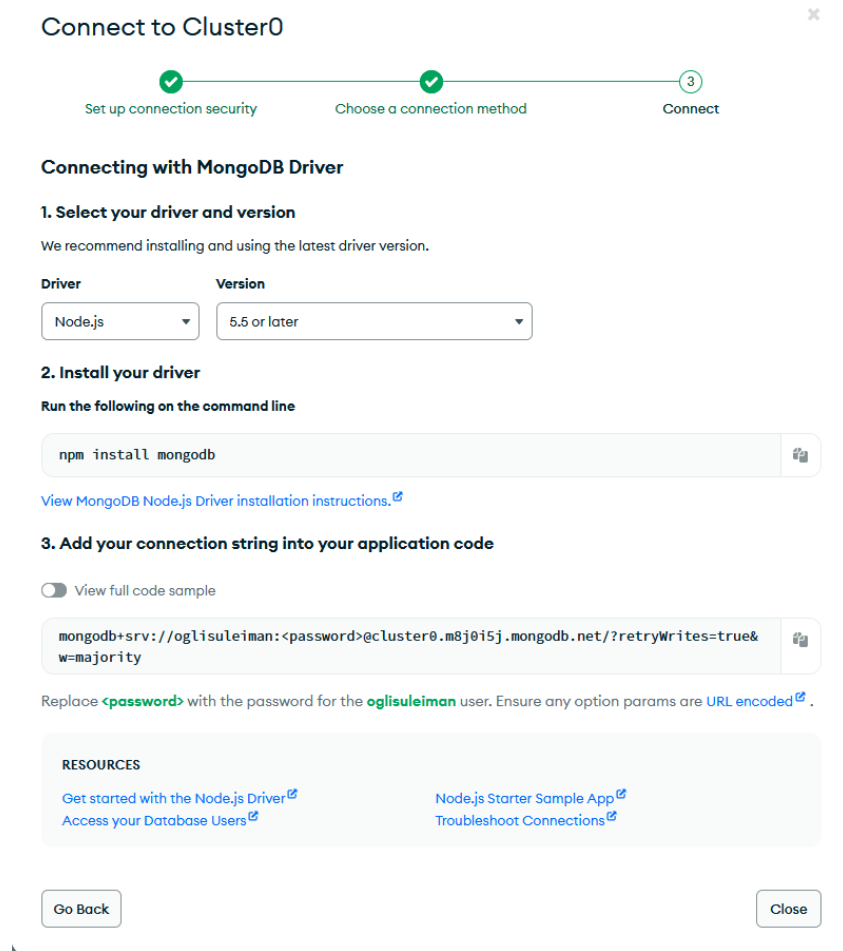 Connect to Cluster0
3
Set up connection security
Choose a connection method
Connect
Connecting with MongoDB Driver
1. Select your driver and version
We recommend installing and using the latest driver version.
Driver
Version
Node.js
5.5 or later
2. Install your driver
Run the following on the command line
npm install mongodb
View MongoDB Node.js Driver installation instructions.
3. Add your connection string into your application code
View full code sample
mongodb+srv://oglisuleiman:<password>@cluster0.m8j0i5j.mongodb.net/?retryWrites=true&
w=majority
Replace <password> with the password for the oglisuleiman user. Ensure any option params are URL encoded .
RESOURCES
Get started with the Node.js Driver
Node.js Starter Sample App
Access your Database Users
Troubleshoot Connections
Go Back
Close